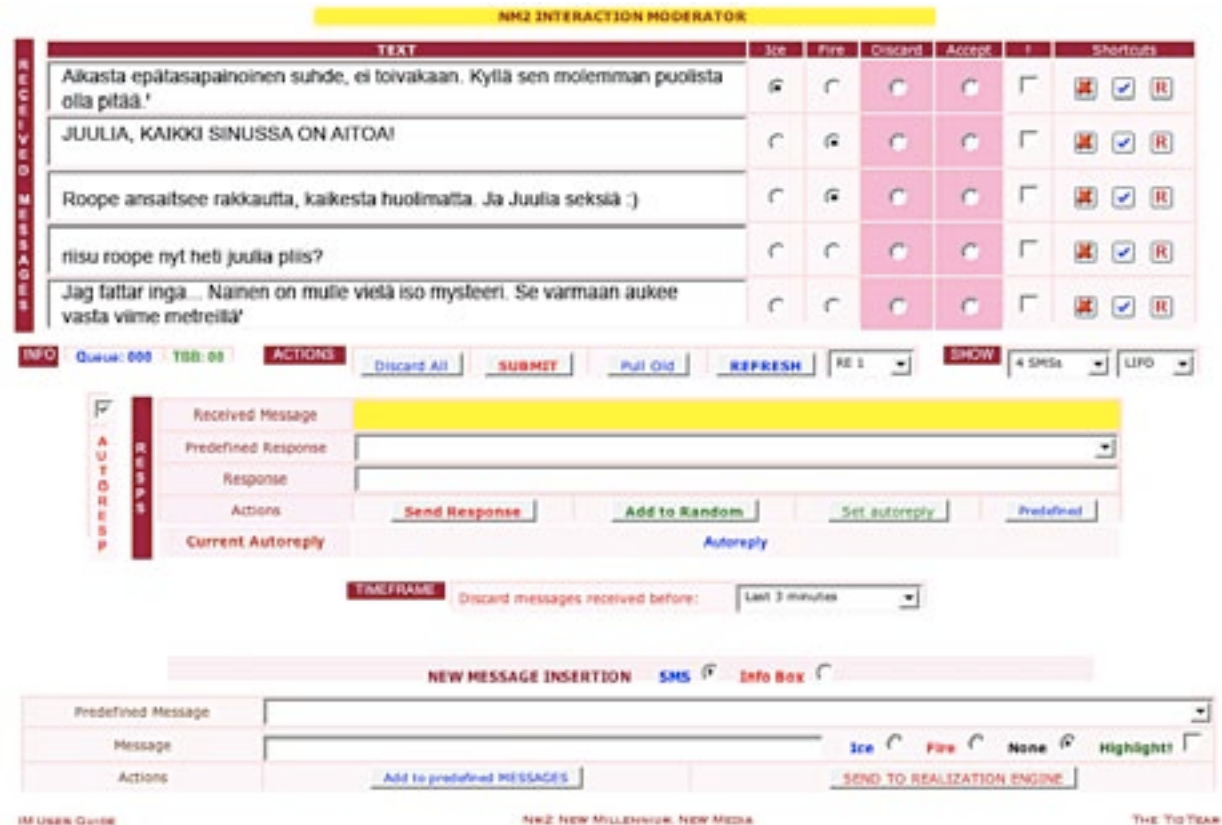 NM2 INTERACTION MODERATOR
RECEIVED MESSAGES
TEXT Ice Fire Discard Accept ! Shortcuts
Aikasta epätasapainoinen suhde, ei toivakaan. Kyllä sen molemman puolista
olla pitää.' R
JUULIA, KAIKKI SINUSSA ON AITOA! R
Roope ansaitsee rakkautta, kaikesta huolimatta. Ja Juulia seksiä :) R
riisu roope nyt heti juulia pliis? R
Jag fattar inga... Nainen on mulle vielä iso mysteeri. Se varmaan aukee
vasta viime metreillä' R
INFO Queue: 000 TBB: 00 ACTIONS Discard All SUBMIT Pull Old REFRESH RE 1 SHOW 4 SMSs LIFO
AUTORESP
RESPS
Received Message
Predefined Response
Response
Actions Send Response Add to Random Set autoreply Predefined
Current Autoreply Autoreply
TIMEFRAME Discard messages received before: Last 3 minutes
NEW MESSAGE INSERTION SMS Info Box
Predefined Message
Message Ice Fire None Highlight!
Actions Add to predefined MESSAGES SEND TO REALIZATION ENGINE
IM USER GUIDE NM2: NEW MILLENNIUM, NEW MEDIA THE TIO TEAM